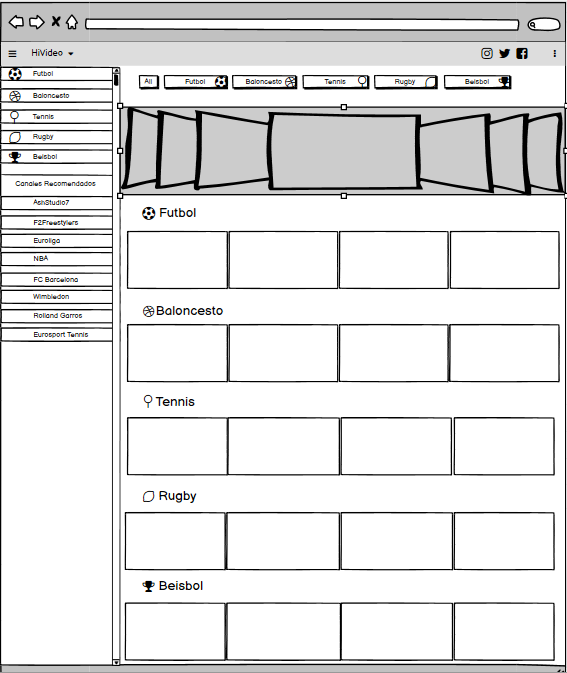 HiVideo
Futbol
Baloncesto
Tennis
Rugby
Beisbol
Canales Recomendados
AshStudio7
F2Freestylers
Euroliga
NBA
FC Barcelona
Wimbledon
Rolland Garros
Eurosport Tennis
All
Futbol
Baloncesto
Tennis
Rugby
Beisbol
Futbol
Baloncesto
Tennis
Rugby
Beisbol